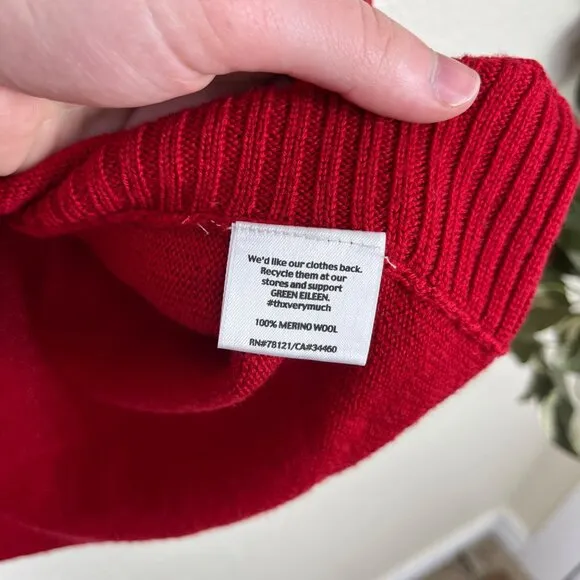 We'd like our clothes back.
Recycle them at our
stores and support
GREEN EILEEN.
#thxverymuch
100% MERINO WOOL
RN#78121/CA#34460